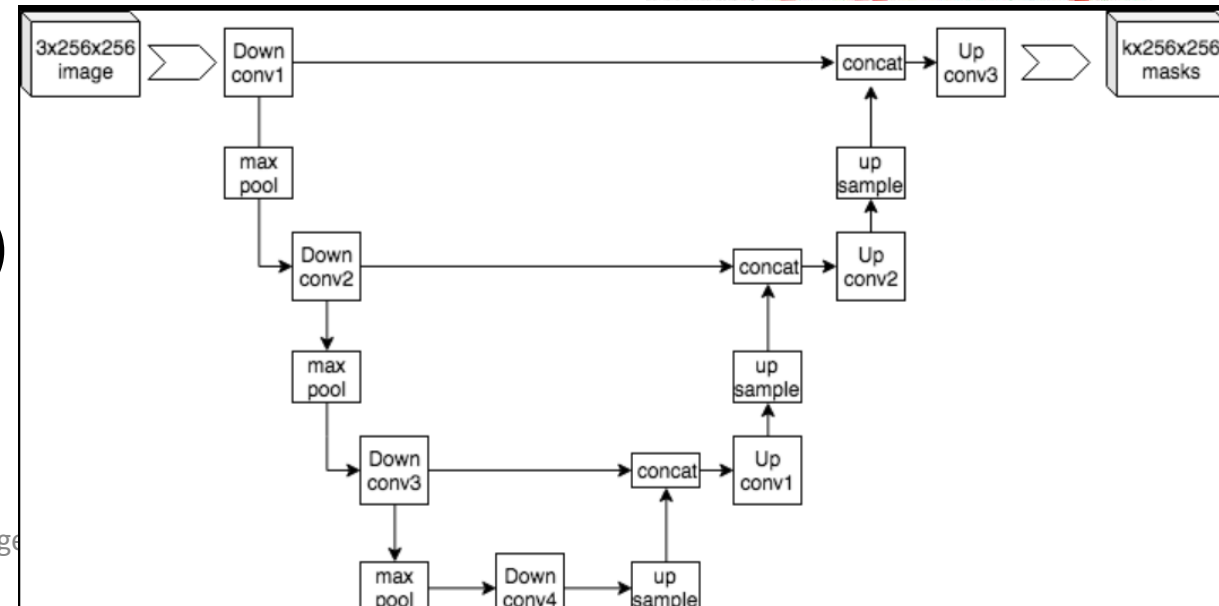 3x256x256
image
Down
conv1
concat
Up
conv3
kx256x256
masks
max
pool
up
sample
Down
conv2
concat
Up
conv2
max
pool
up
sample
Down
conv3
concat
Up
conv1
max
pool
Down
conv4
up
sample